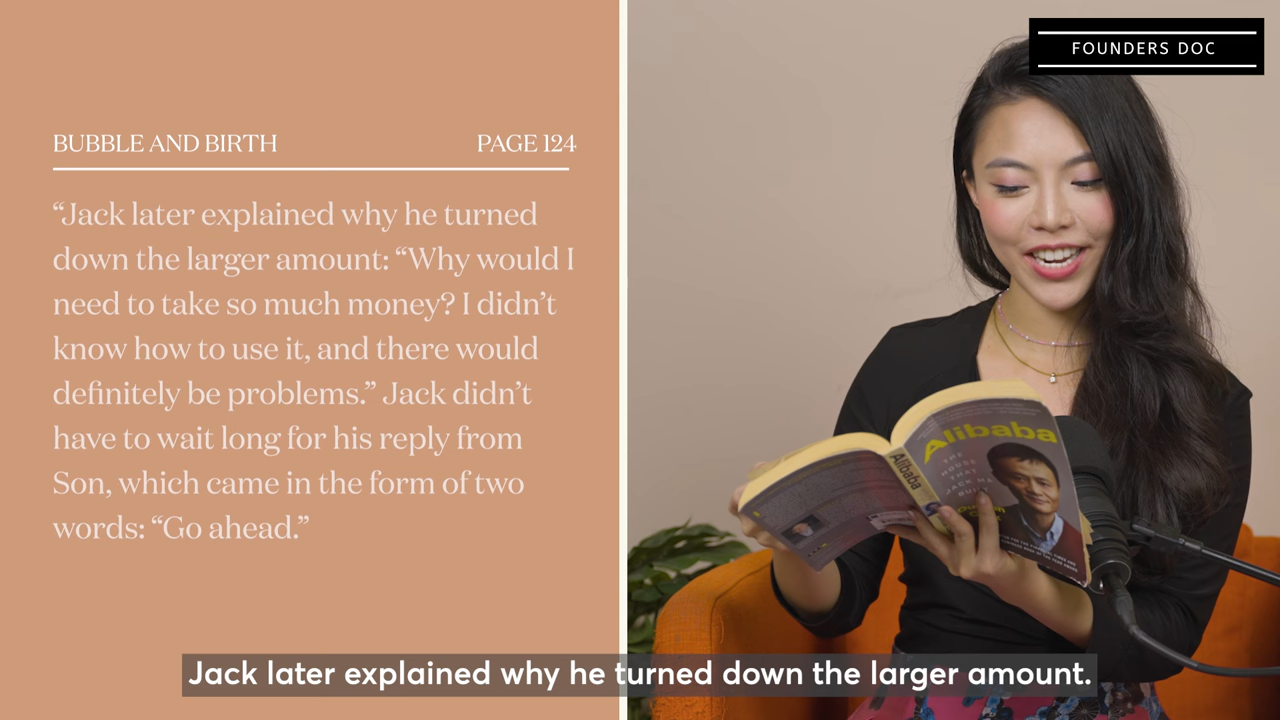 FOUNDERS DOC
BUBBLE AND BIRTH PAGE 124
“Jack later explained why he turned
down the larger amount: “Why would I
need to take so much money? I didn’t
know how to use it, and there would
definitely be problems.” Jack didn’t
have to wait long for his reply from
Son, which came in the form of two
words: “Go ahead.”
Alibaba
Alibaba
THE
HOUSE
THAT
JACK MA
Jack later explained why he turned down the larger amount.